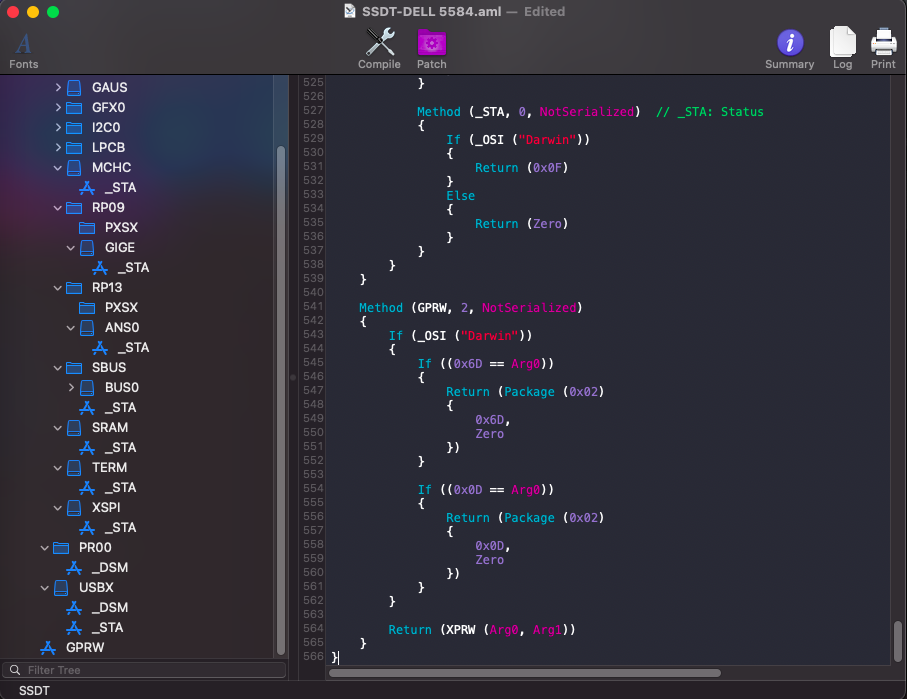 SSDT-DELL 5584.aml — Edited
Fonts
Compile
Patch
Summary
Log
Print
GAUS
GFX0
I2C0
LPCB
MCHC
_STA
RP09
PXSX
GIGE
_STA
RP13
PXSX
ANS0
_STA
SBUS
BUS0
_STA
SRAM
_STA
TERM
_STA
XSPI
_STA
PR00
_DSM
USBX
_DSM
_STA
GPRW
Filter Tree
SSDT
525 }
526
527 Method (_STA, 0, NotSerialized)  // _STA: Status
528 {
529 If (_OSI ("Darwin"))
530 {
531 Return (0x0F)
532 }
533 Else
534 {
535 Return (Zero)
536 }
537 }
538 }
539 }
540
541 Method (GPRW, 2, NotSerialized)
542 {
543 If (_OSI ("Darwin"))
544 {
545 If ((0x6D == Arg0))
546 {
547 Return (Package (0x02)
548 {
549 0x6D,
550 Zero
551 })
552 }
553
554 If ((0x0D == Arg0))
555 {
556 Return (Package (0x02)
557 {
558 0x0D,
559 Zero
560 })
561 }
562 }
563
564 Return (XPRW (Arg0, Arg1))
565 }
566 }